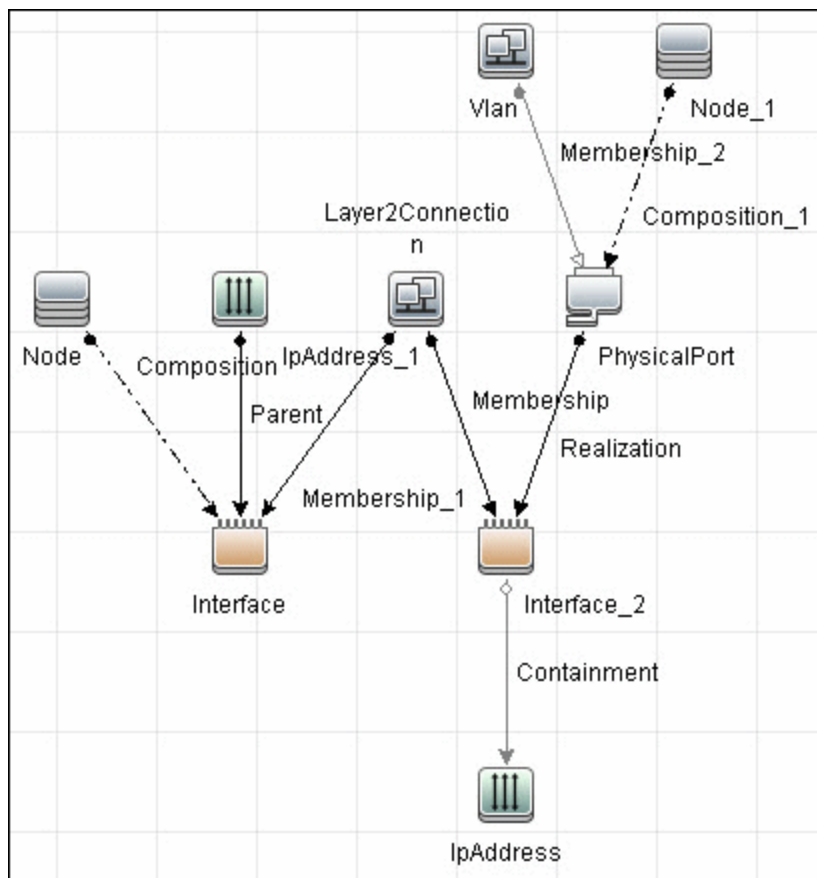 Vlan
Node_1
Membership_2
Layer2Connectio
n
Composition_1
Node
Composition
IpAddress_1
PhysicalPort
Parent
Membership
Realization
Membership_1
Interface
Interface_2
Containment
IpAddress